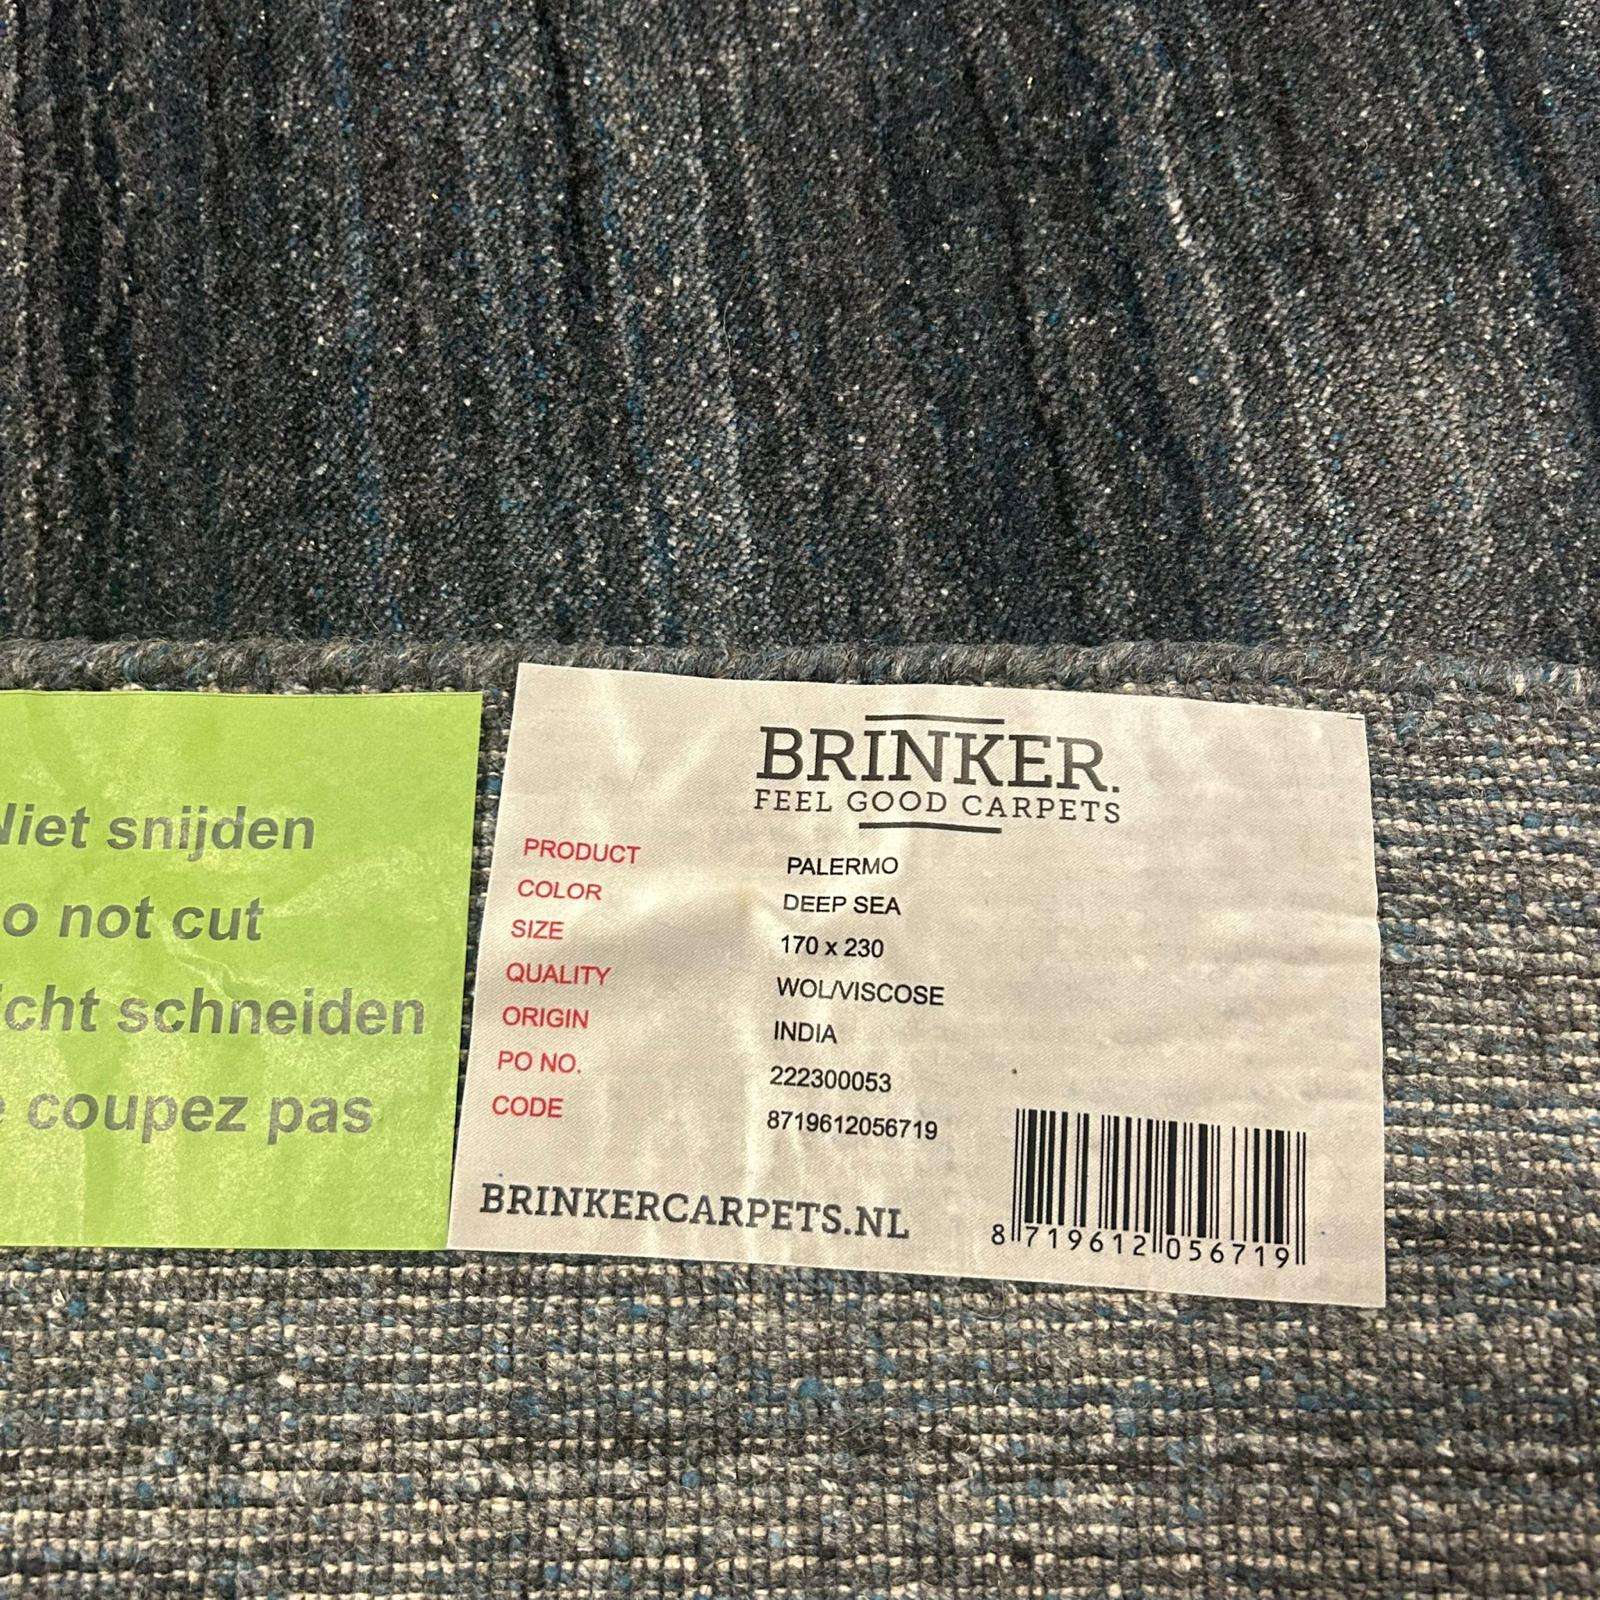 Niet snijden
o not cut
icht schneiden
e coupez pas
BRINKER.
FEEL GOOD CARPETS
PRODUCT PALERMO
COLOR DEEP SEA
SIZE 170 x 230
QUALITY WOL/VISCOSE
ORIGIN INDIA
PO NO. 222300053
CODE 8719612056719
BRINKERCARPETS.NL
8 719612 056719